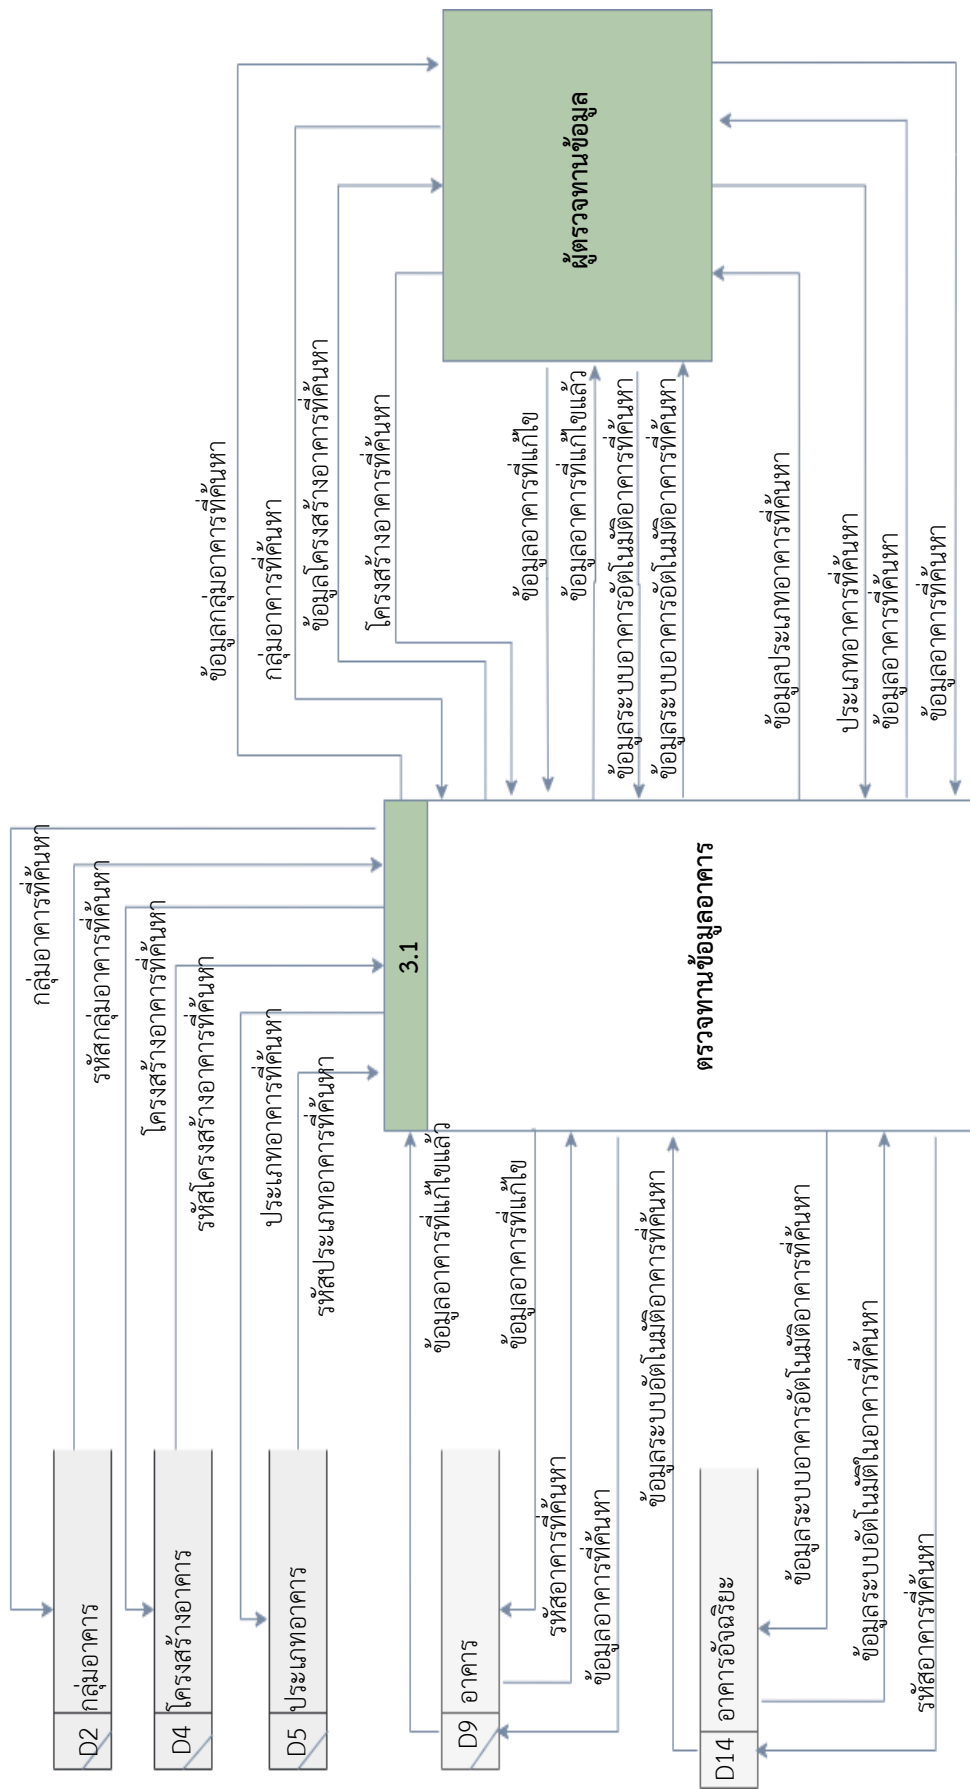 ข้อมูลกลุ่มอาคารที่ค้นหา
กลุ่มอาคารที่ค้นหา
ข้อมูลโครงสร้างอาคารที่ค้นหา
โครงสร้างอาคารที่ค้นหา
ผู้ตรวจทานข้อมูล
ข้อมูลอาคารที่แก้ไข
ข้อมูลอาคารที่แก้ไขแล้ว
ข้อมูลระบบอาคารอัตโนมัติอาคารที่ค้นหา
ข้อมูลระบบอาคารอัตโนมัติอาคารที่ค้นหา
ข้อมูลประเภทอาคารที่ค้นหา
ประเภทอาคารที่ค้นหา
ข้อมูลอาคารที่ค้นหา
ข้อมูลอาคารที่ค้นหา
กลุ่มอาคารที่ค้นหา
รหัสกลุ่มอาคารที่ค้นหา
โครงสร้างอาคารที่ค้นหา
รหัสโครงสร้างอาคารที่ค้นหา
ประเภทอาคารที่ค้นหา
รหัสประเภทอาคารที่ค้นหา
3.1
ตรวจทานข้อมูลอาคาร
ข้อมูลอาคารที่แก้ไขแล้ว
ข้อมูลอาคารที่แก้ไข
รหัสอาคารที่ค้นหา
ข้อมูลอาคารที่ค้นหา
ข้อมูลระบบอัตโนมัติอาคารที่ค้นหา
ข้อมูลระบบอาคารอัตโนมัติอาคารที่ค้นหา
ข้อมูลระบบอัตโนมัติในอาคารที่ค้นหา
รหัสอาคารที่ค้นหา
D2 กลุ่มอาคาร
D4 โครงสร้างอาคาร
D5 ประเภทอาคาร
D9 อาคาร
D14 อาคารอัจฉริยะ